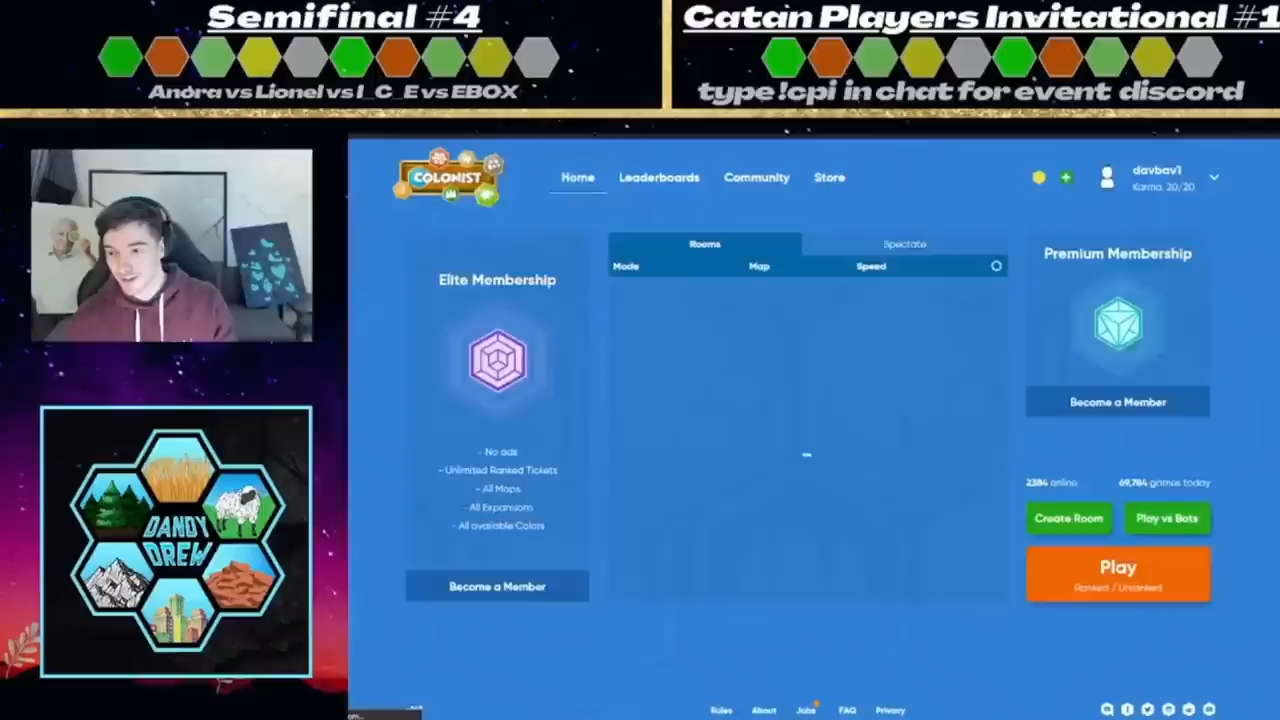 Semifinal #4
Andra vs Lionel vs I_C_E vs EBOX
Catan Players Invitational #1
type !cpi in chat for event discord
COLONIST
Home
Leaderboards
Community
Store
davbav1
Karma: 20/20
Elite Membership
- No ads
- Unlimited Ranked Tickets
- All Maps
- All Expansions
- All available Colors
Become a Member
Rooms
Spectate
Mode
Map
Speed
Premium Membership
Become a Member
2384 online
69,784 games today
Create Room
Play vs Bots
Play
Ranked / Unranked
DANDY
DREW
Rules
About
Jobs
FAQ
Privacy